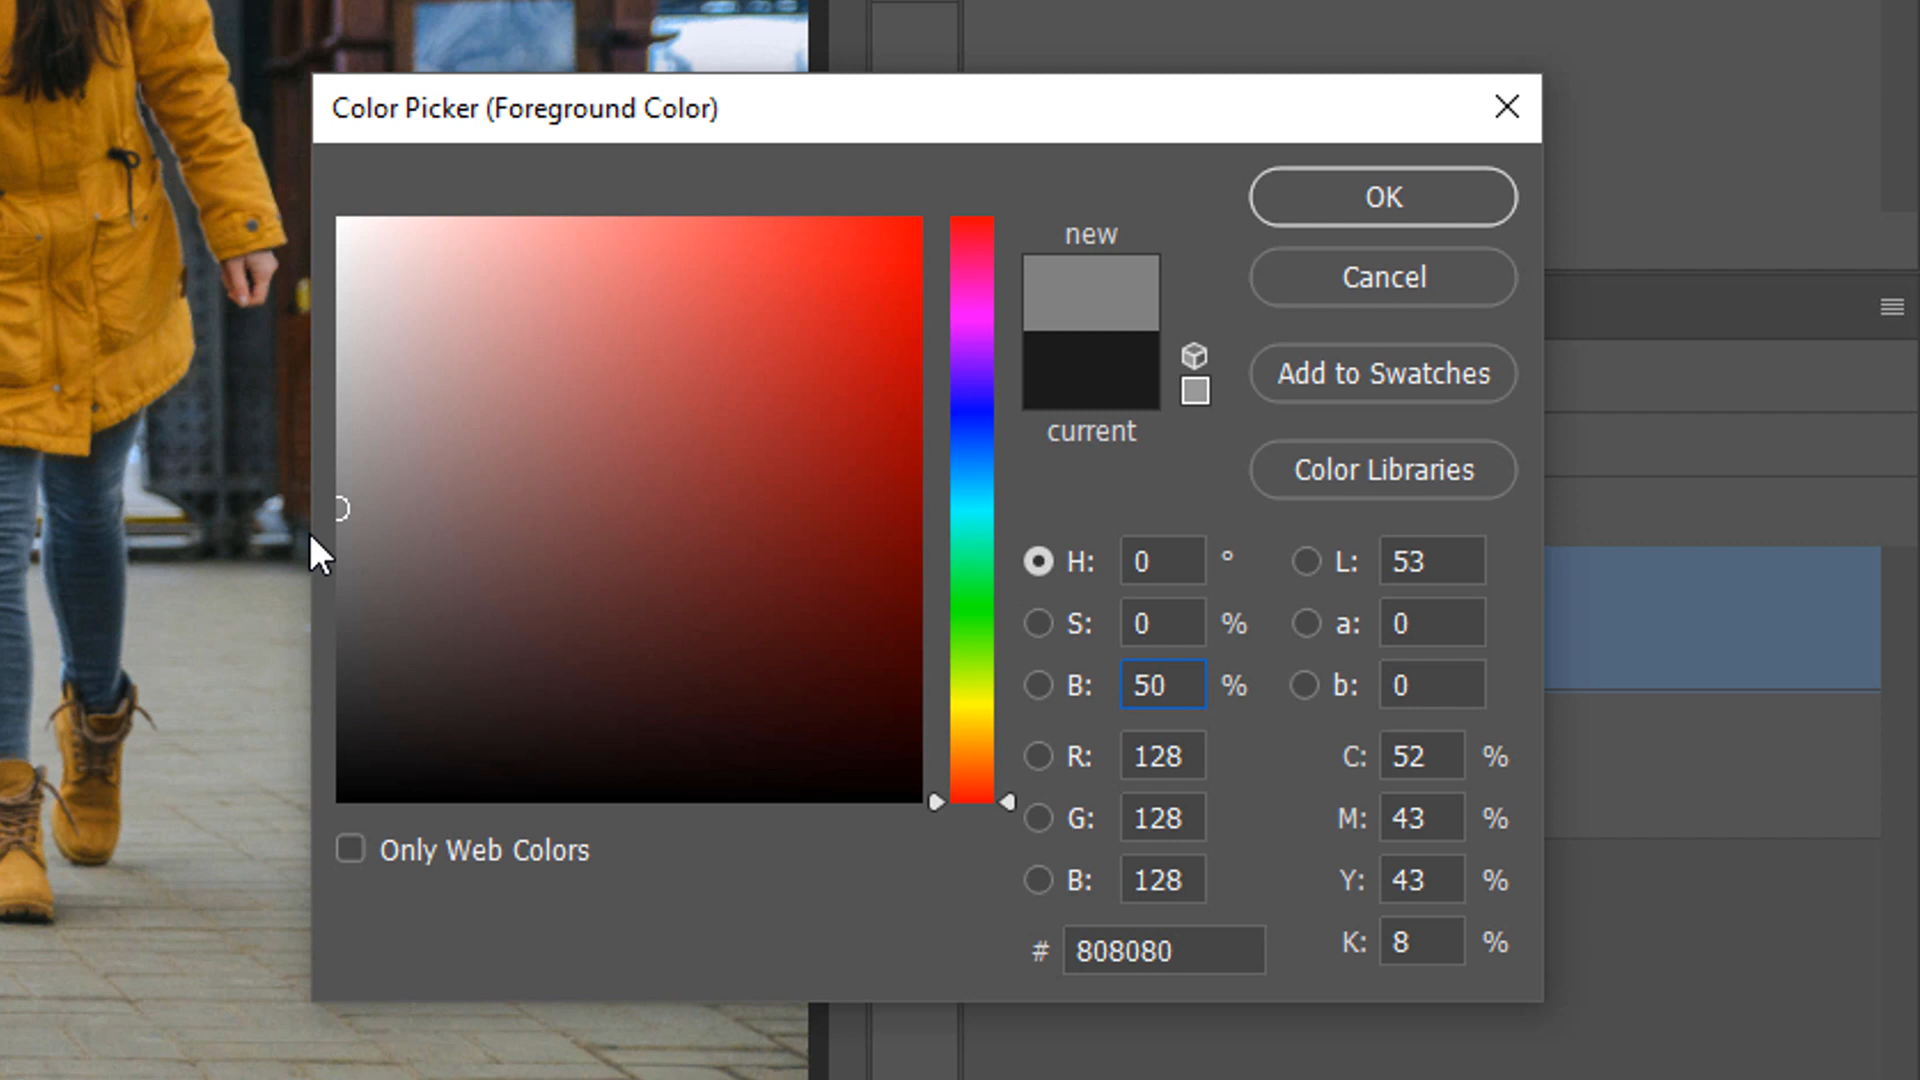 Color Picker (Foreground Color)
new
current
OK
Cancel
Add to Swatches
Color Libraries
H: 0 °
S: 0 %
B: 50 %
R: 128
G: 128
B: 128
# 808080
L: 53
a: 0
b: 0
C: 52 %
M: 43 %
Y: 43 %
K: 8 %
Only Web Colors